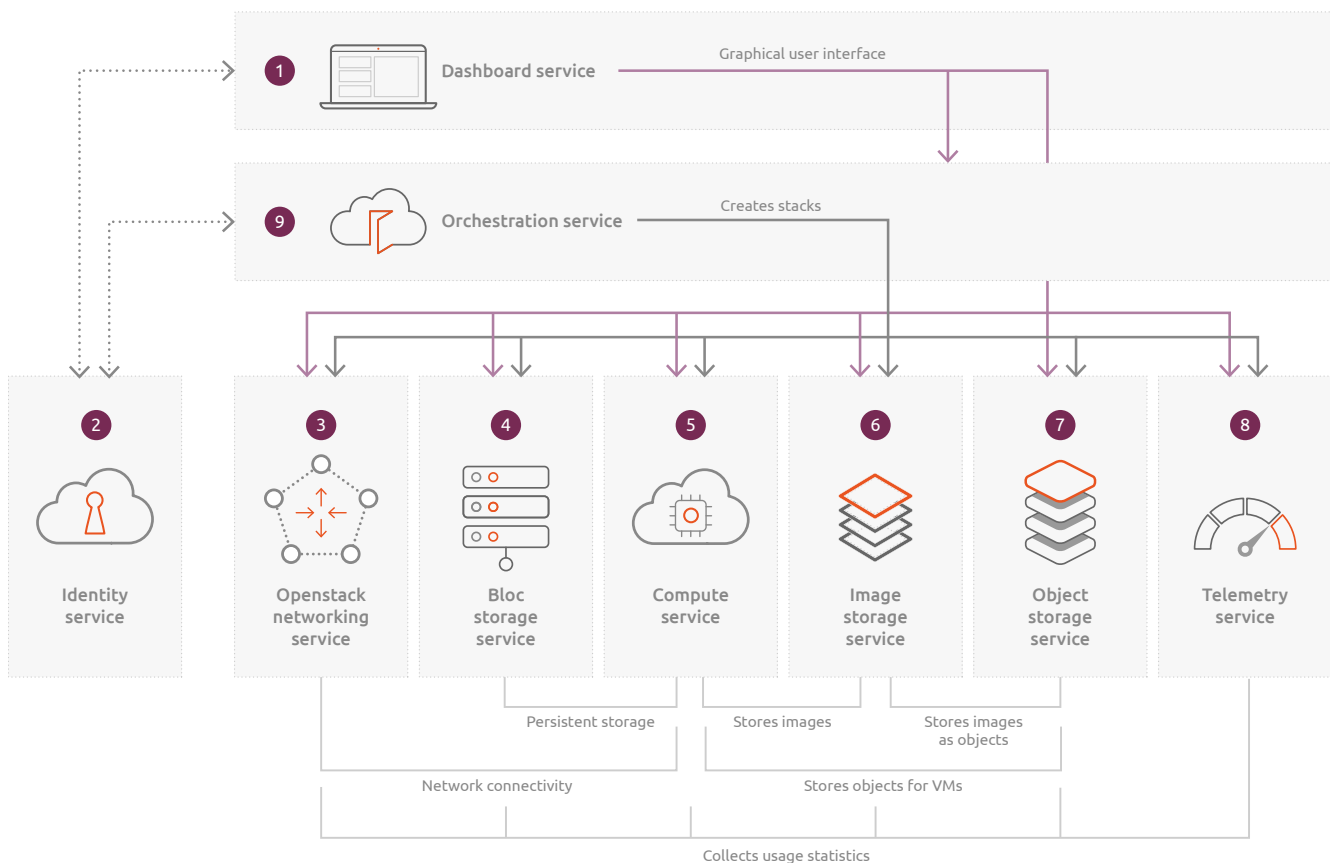 1
Dashboard service
Graphical user interface
9
Orchestration service
Creates stacks
2
3
4
5
6
7
8
Identity
service
Openstack
networking
service
Bloc
storage
service
Compute
service
Image
storage
service
Object
storage
service
Telemetry
service
Persistent storage
Stores images
Stores images
as objects
Network connectivity
Stores objects for VMs
Collects usage statistics